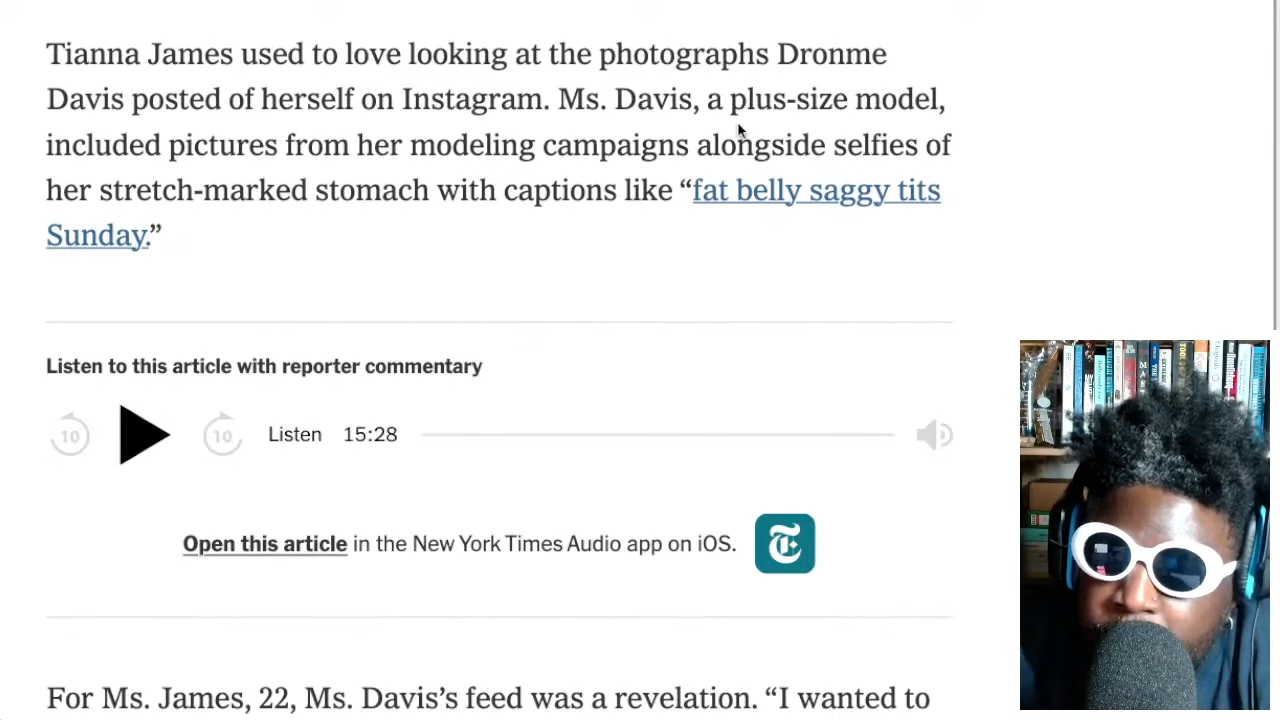 Tianna James used to love looking at the photographs Dronme
Davis posted of herself on Instagram. Ms. Davis, a plus-size model,
included pictures from her modeling campaigns alongside selfies of
her stretch-marked stomach with captions like “fat belly saggy tits
Sunday.”
Listen to this article with reporter commentary
10
10
Listen 15:28
Open this article in the New York Times Audio app on iOS.
For Ms. James, 22, Ms. Davis’s feed was a revelation. “I wanted to